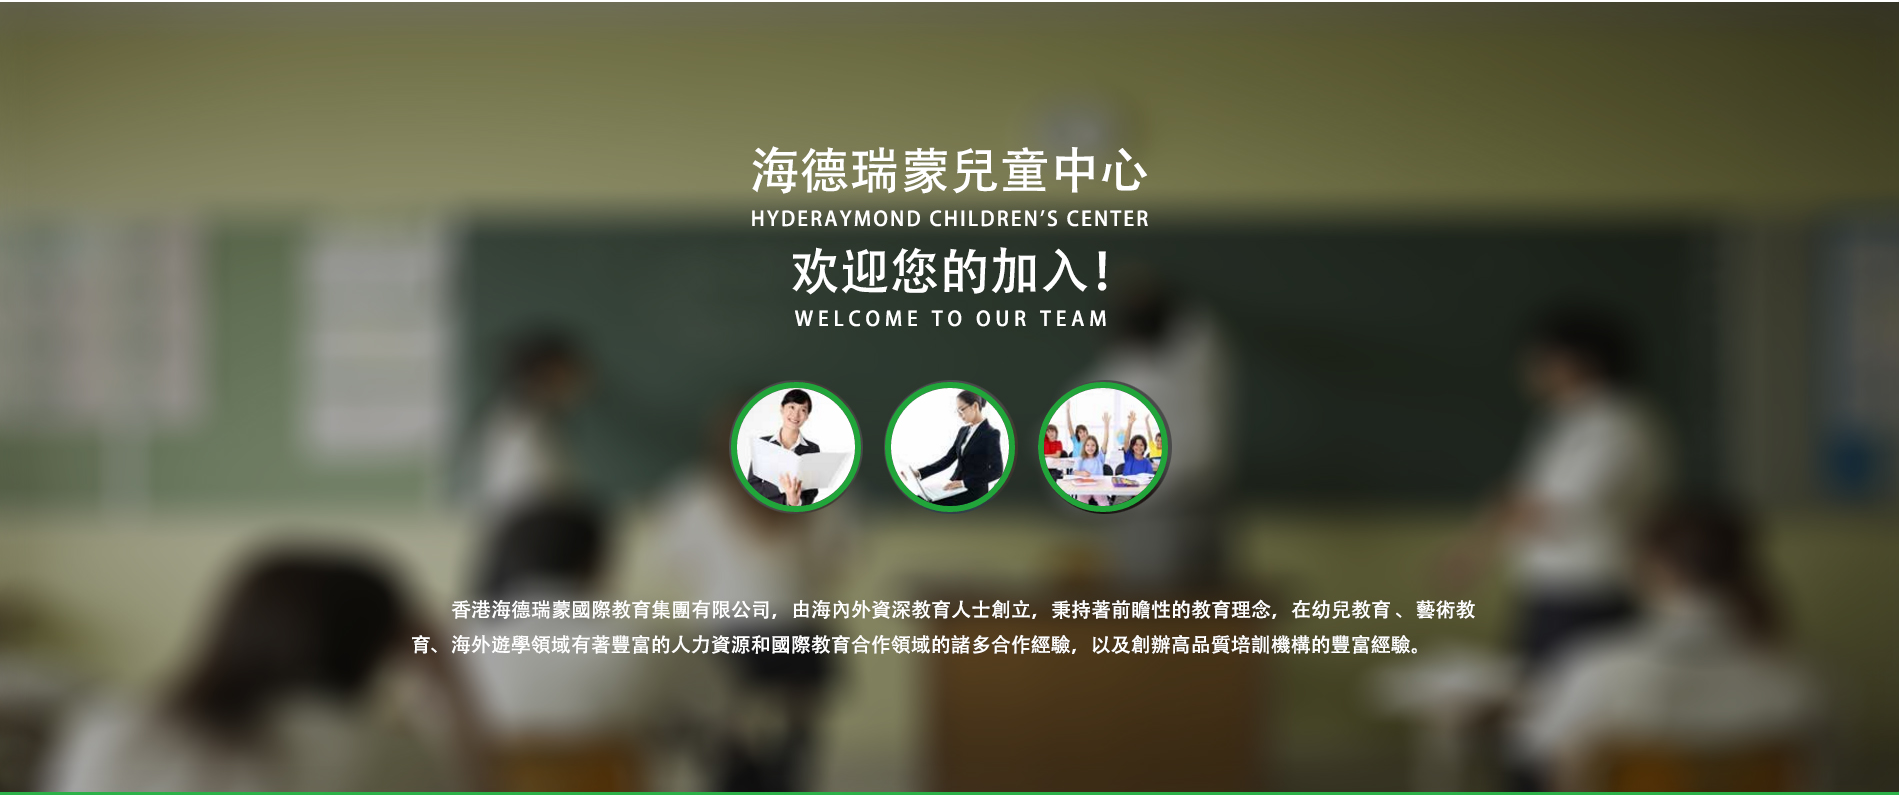 海德瑞蒙兒童中心
HYDERAYMOND CHILDREN'S CENTER
欢迎您的加入!
WELCOME TO OUR TEAM
香港海德瑞蒙國際教育集團有限公司，由海內外資深教育人士創立，秉持著前瞻性的教育理念，在幼兒教育、藝術教
育、海外遊學領域有著豐富的人力資源和國際教育合作領域的諸多合作經驗，以及創辦高品質培訓機構的豐富經驗。